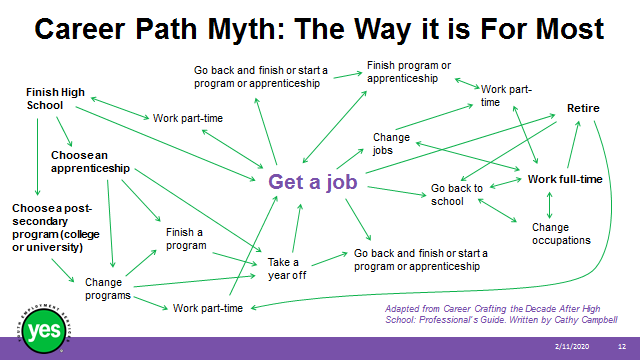 Career Path Myth: The Way it is For Most
Go back and finish or start a
program or apprenticeship
Finish program or
apprenticeship
Finish High
School
Work part-time
Work part-
time
Retire
Change
jobs
Choose an
apprenticeship
Get a job
Go back to
school
Work full-time
Choose a post-
secondary
program (college
or university)
Finish a
program
Change
occupations
Take a
year off
Go back and finish or start a
program or apprenticeship
Change
programs
Work part-time
Adapted from Career Crafting the Decade After High
School: Professional's Guide. Written by Cathy Campbell
yes
2/11/2020
12